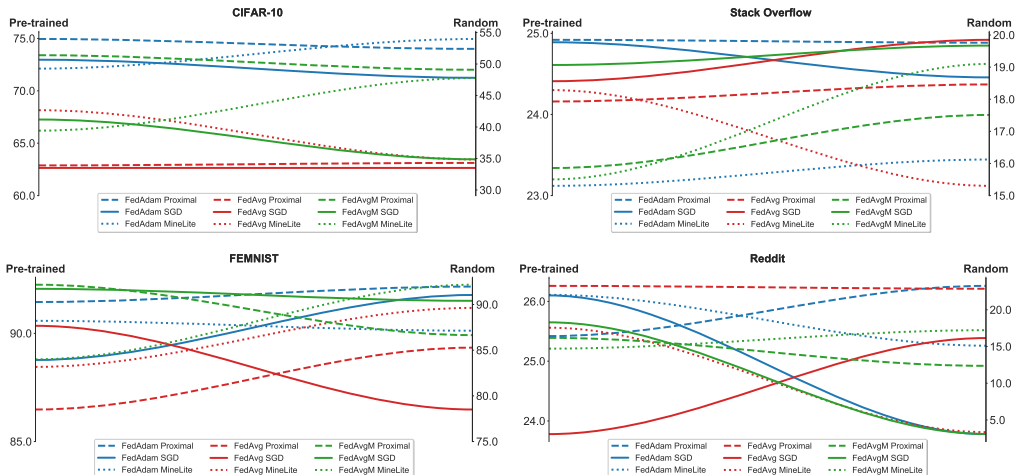 CIFAR-10
Pre-trained
Random
75.0
70.0
65.0
60.0
55.0
50.0
45.0
40.0
35.0
30.0
FedAdam Proximal
FedAvg Proximal
FedAvgM Proximal
FedAdam SGD
FedAvg SGD
FedAvgM SGD
FedAdam MineLite
FedAvg MineLite
FedAvgM MineLite
Stack Overflow
Pre-trained
Random
25.0
24.0
23.0
20.0
19.0
18.0
17.0
16.0
15.0
FedAdam Proximal
FedAvg Proximal
FedAvgM Proximal
FedAdam SGD
FedAvg SGD
FedAvgM SGD
FedAdam MineLite
FedAvg MineLite
FedAvgM MineLite
FEMNIST
Pre-trained
Random
90.0
85.0
90.0
85.0
80.0
75.0
FedAdam Proximal
FedAvg Proximal
FedAvgM Proximal
FedAdam SGD
FedAvg SGD
FedAvgM SGD
FedAdam MineLite
FedAvg MineLite
FedAvgM MineLite
Reddit
Pre-trained
Random
26.0
25.0
24.0
20.0
15.0
10.0
5.0
FedAdam Proximal
FedAvg Proximal
FedAvgM Proximal
FedAdam SGD
FedAvg SGD
FedAvgM SGD
FedAdam MineLite
FedAvg MineLite
FedAvgM MineLite